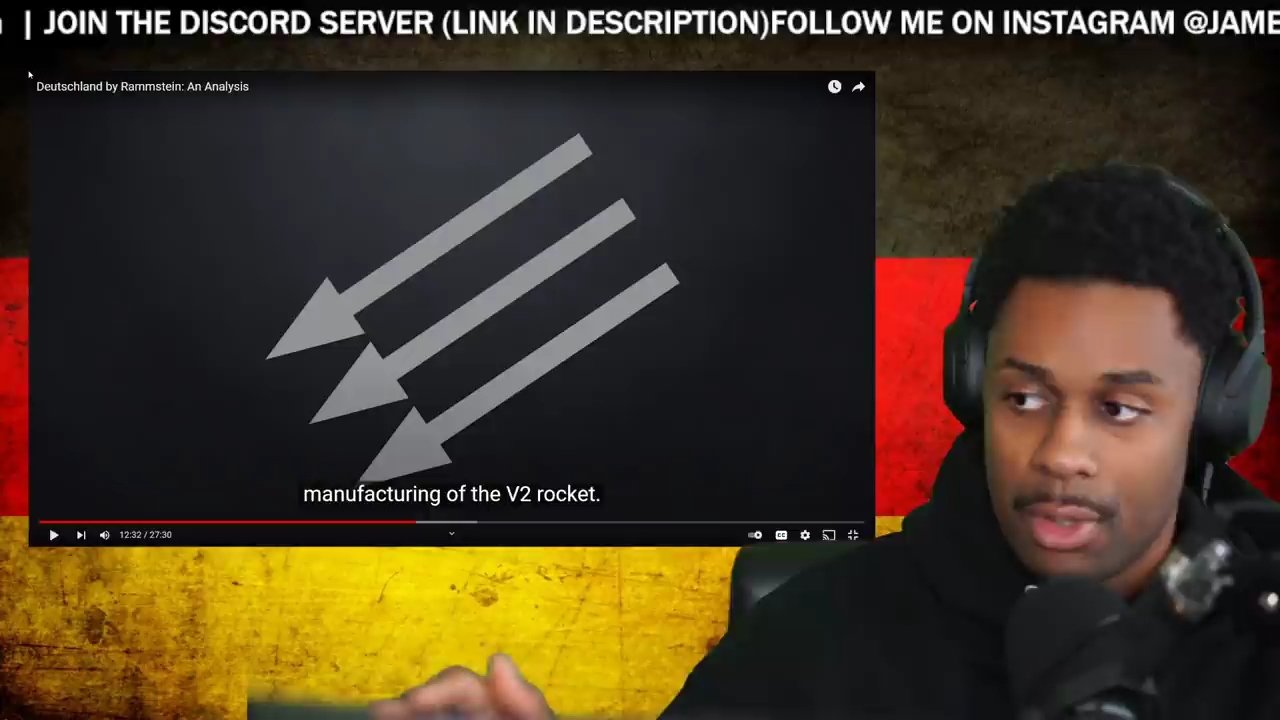 | JOIN THE DISCORD SERVER (LINK IN DESCRIPTION)FOLLOW ME ON INSTAGRAM @JAME
Deutschland by Rammstein: An Analysis
manufacturing of the V2 rocket.
12:32 / 27:30
CC